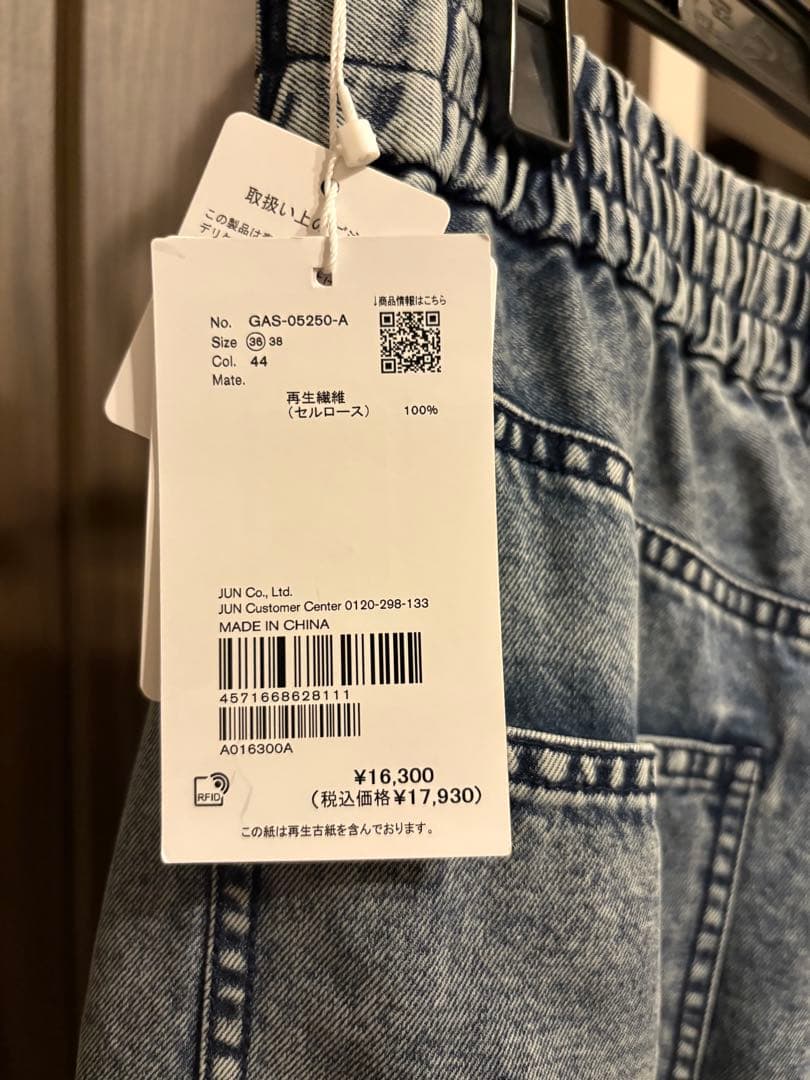 取扱い上の
この製品は
デリ
↓商品情報はこちら
No. GAS-05250-A
Size 36 38
Col. 44
Mate.
再生繊維
(セルロース) 100%
JUN Co., Ltd.
JUN Customer Center 0120-298-133
MADE IN CHINA
4571668628111
A016300A
RFID
¥16,300
(税込価格¥17,930)
この紙は再生古紙を含んでおります。